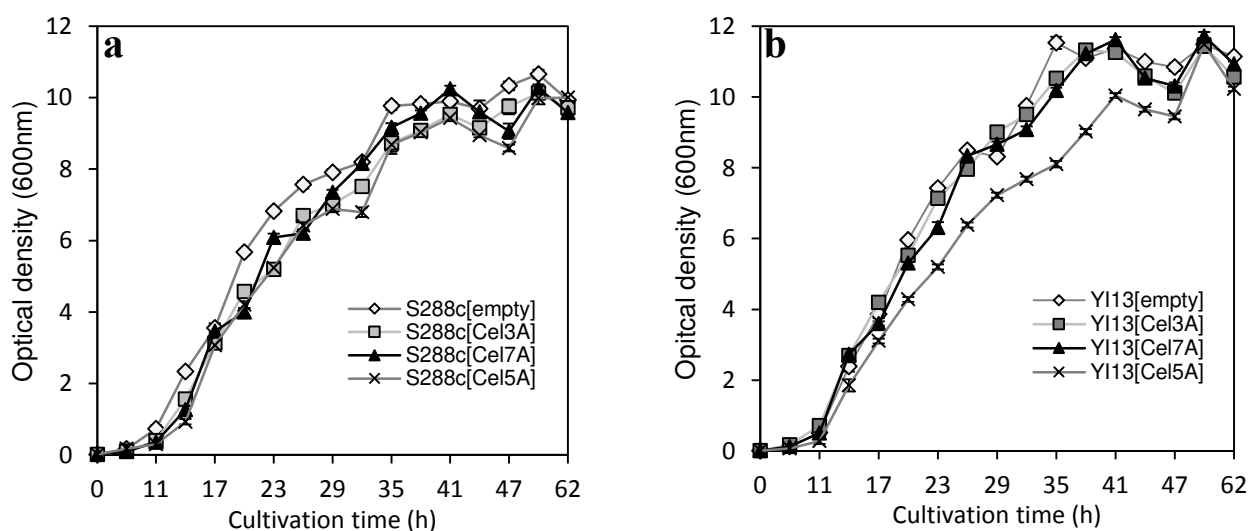 a
Optical density (600nm)
12
10
8
6
4
2
0
S288c[empty]
S288c[Cel3A]
S288c[Cel7A]
S288c[Cel5A]
0 11 17 23 29 35 41 47 62
Cultivation time (h)
b
Opitcal density (600nm)
12
10
8
6
4
2
0
YI13[empty]
YI13[Cel3A]
YI13[Cel7A]
YI13[Cel5A]
0 11 17 23 29 35 41 47 62
Cultivation time (h)